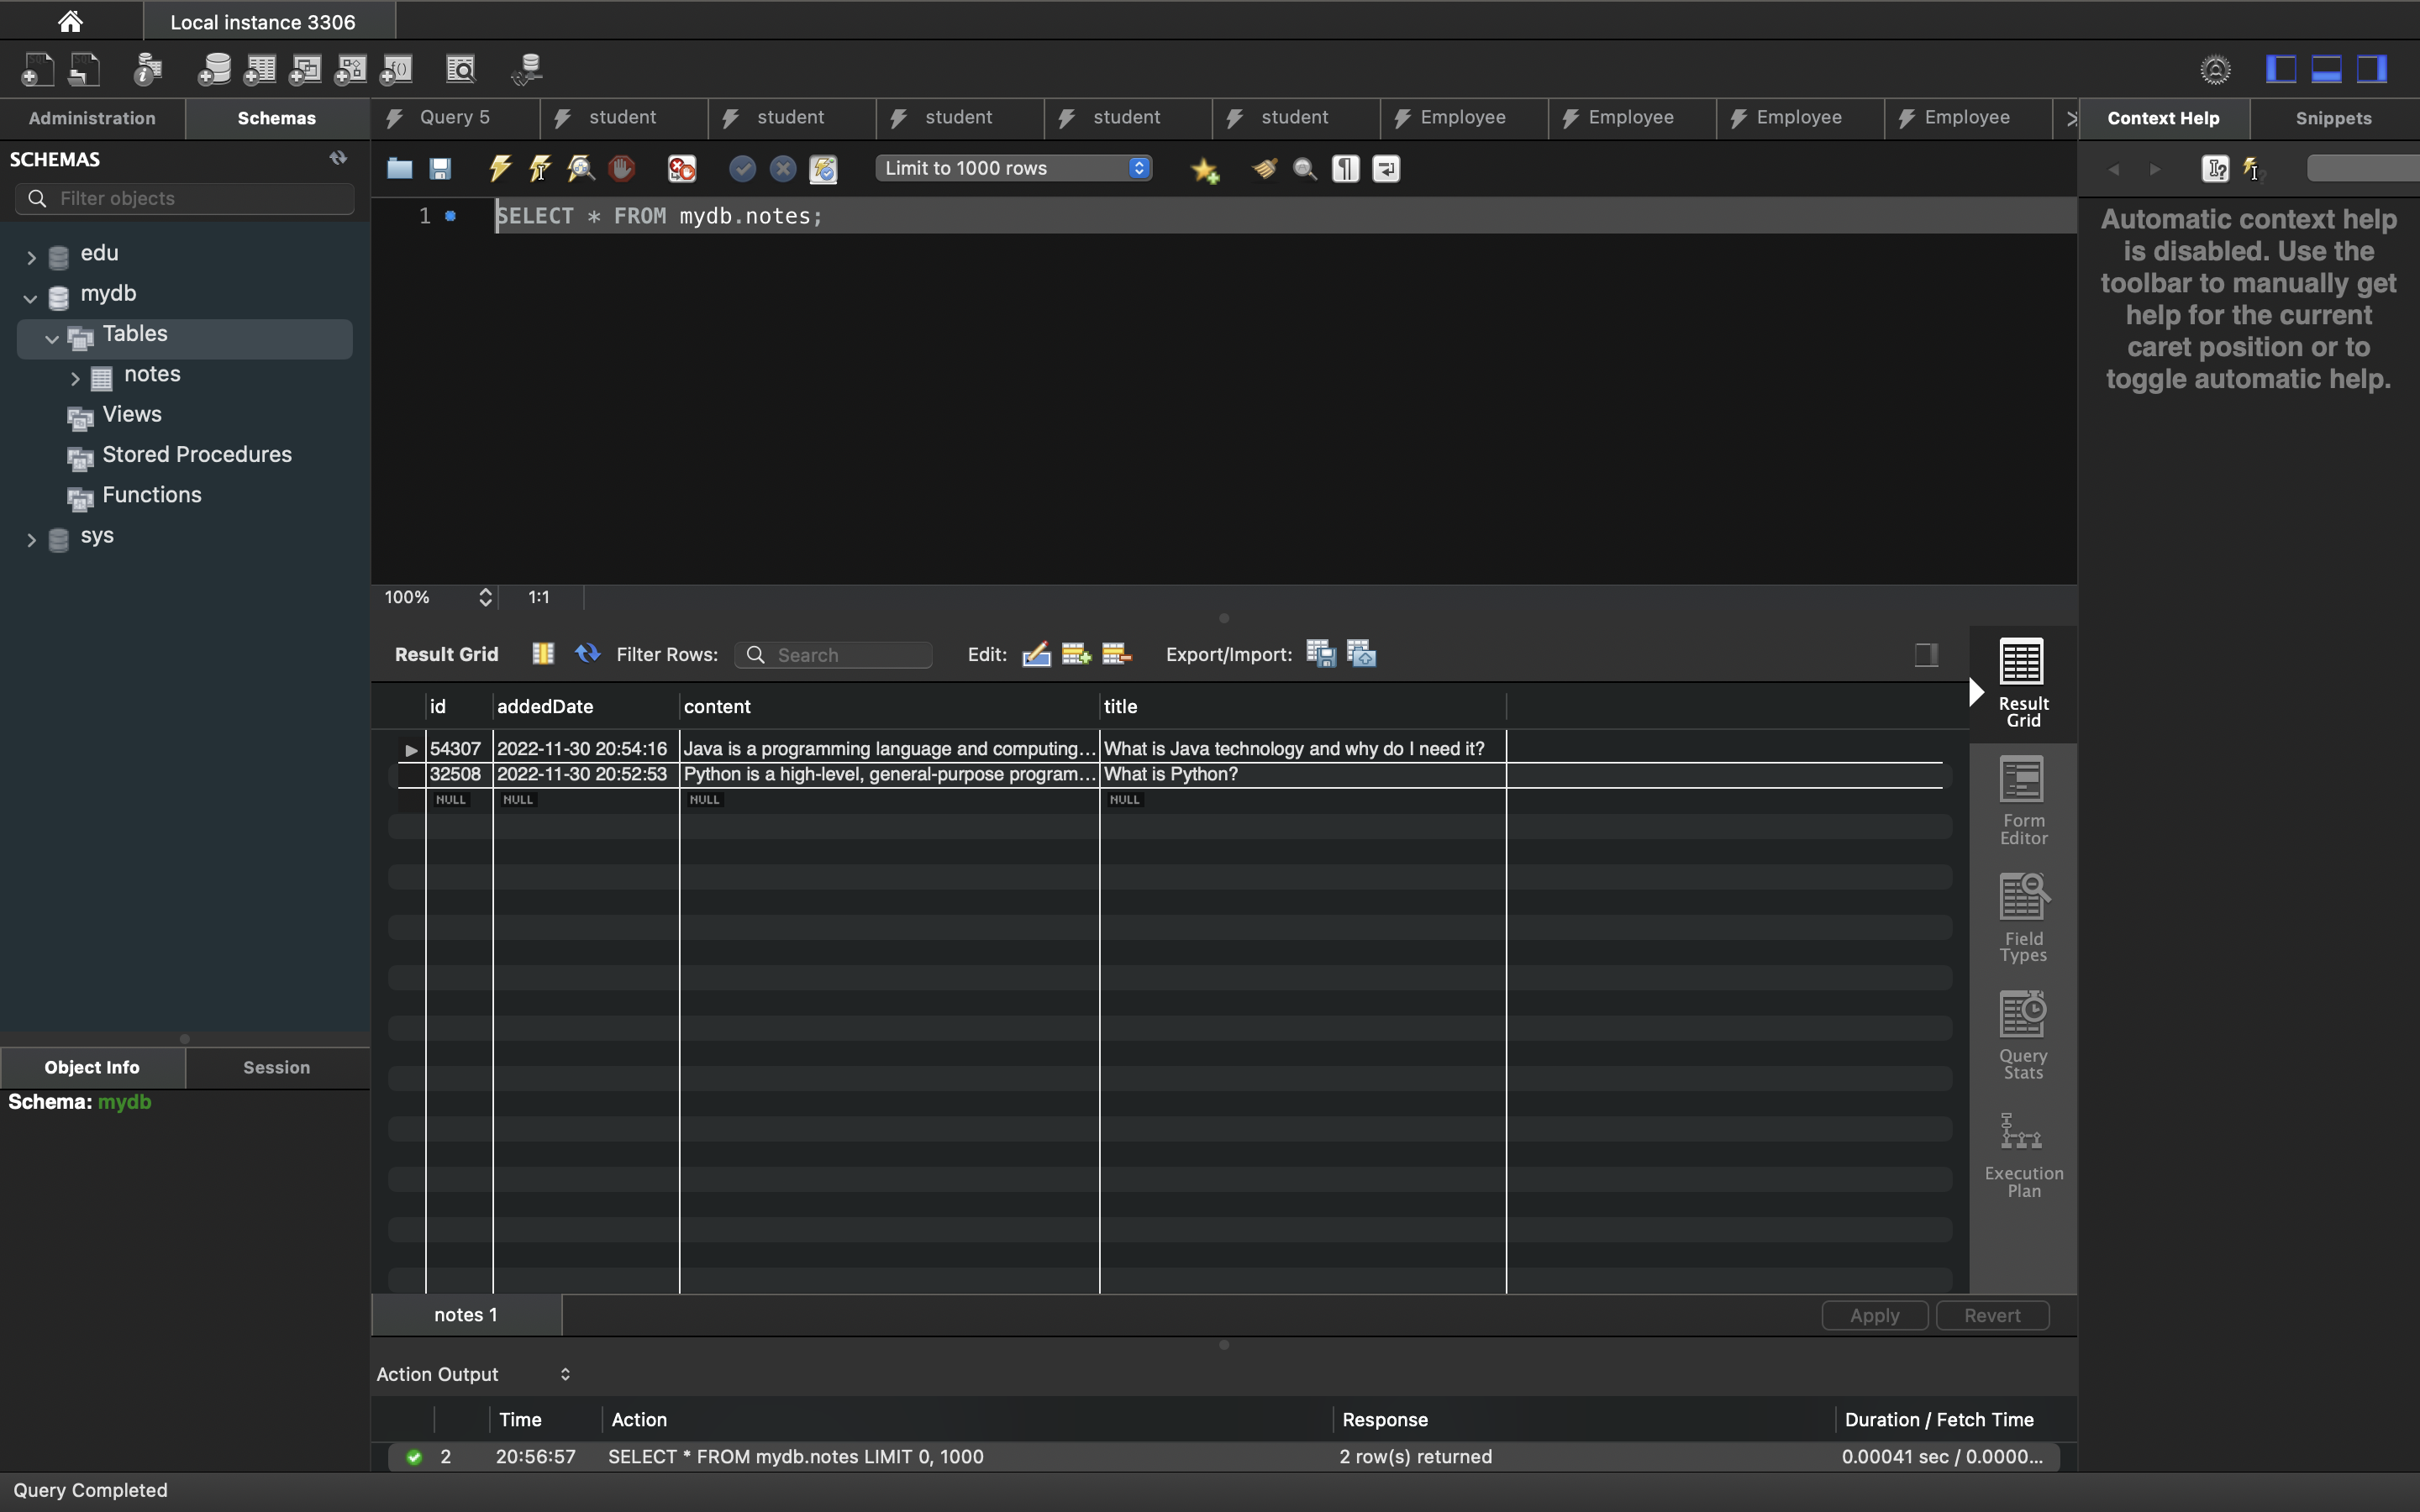 Local instance 3306
Administration Schemas
Query 5 student student student student student Employee Employee Employee Employee
Context Help Snippets
SCHEMAS
Filter objects
Limit to 1000 rows
1 SELECT * FROM mydb.notes;
Automatic context help
is disabled. Use the
toolbar to manually get
help for the current
caret position or to
toggle automatic help.
edu
mydb
Tables
notes
Views
Stored Procedures
Functions
sys
100% 1:1
Result Grid Filter Rows: Search Edit: Export/Import:
id addedDate content title
54307 2022-11-30 20:54:16 Java is a programming language and computing... What is Java technology and why do I need it?
32508 2022-11-30 20:52:53 Python is a high-level, general-purpose program... What is Python?
NULL NULL NULL NULL
Result
Grid
Form
Editor
Field
Types
Query
Stats
Execution
Plan
Object Info Session
Schema: mydb
notes 1
Apply Revert
Action Output
Time Action Response Duration / Fetch Time
2 20:56:57 SELECT * FROM mydb.notes LIMIT 0, 1000 2 row(s) returned 0.00041 sec / 0.0000...
Query Completed